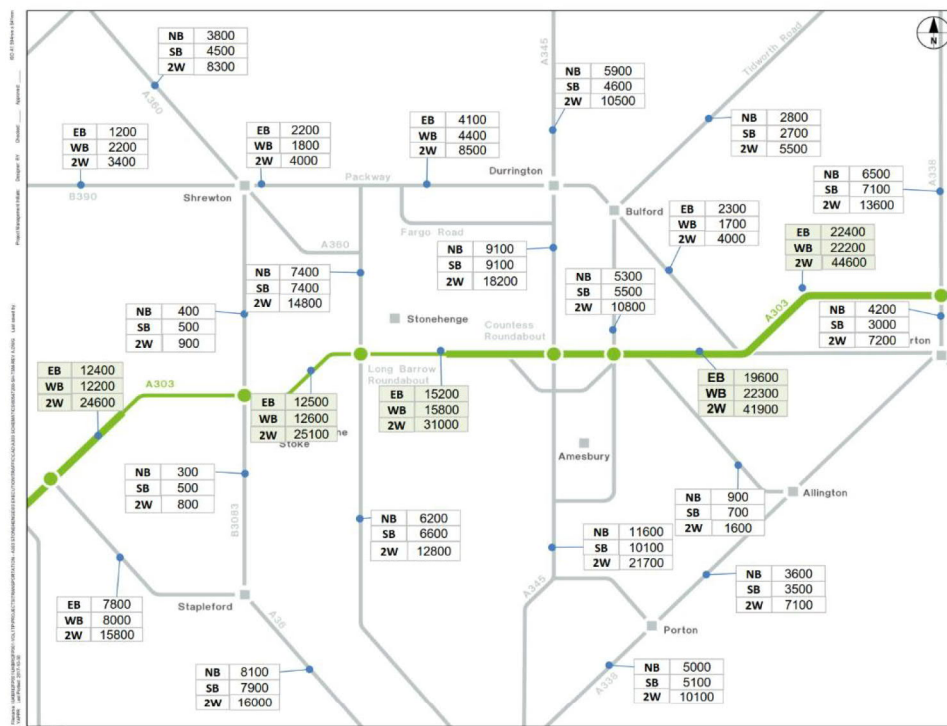 NB 3800
SB 4500
2W 8300
A360
EB 1200
WB 2200
2W 3400
B390
Shrewton
EB 2200
WB 1800
2W 4000
Packway
EB 4100
WB 4400
2W 8500
A345
NB 5900
SB 4600
2W 10500
Durrington
Tidworth Road
NB 2800
SB 2700
2W 5500
N
A338
NB 6500
SB 7100
2W 13600
Fargo Road
A360
Bulford
EB 2300
WB 1700
2W 4000
EB 22400
WB 22200
2W 44600
A303
NB 9100
SB 9100
2W 18200
NB 7400
SB 7400
2W 14800
NB 5300
SB 5500
2W 10800
NB 400
SB 500
2W 900
Stonehenge
Countess
Roundabout
NB 4200
SB 3000
2W 7200
rton
EB 12400
WB 12200
2W 24600
A303
EB 12500
WB 12600
2W 25100
ne
Stoke
Long Barrow
Roundabout
EB 15200
WB 15800
2W 31000
EB 19600
WB 22300
2W 41900
Amesbury
NB 300
SB 500
2W 800
B3083
NB 6200
SB 6600
2W 12800
NB 900
SB 700
2W 1600
Allington
NB 11600
SB 10100
2W 21700
A345
NB 3600
SB 3500
2W 7100
EB 7800
WB 8000
2W 15800
Stapleford
A36
Porton
NB 8100
SB 7900
2W 16000
A338
NB 5000
SB 5100
2W 10100